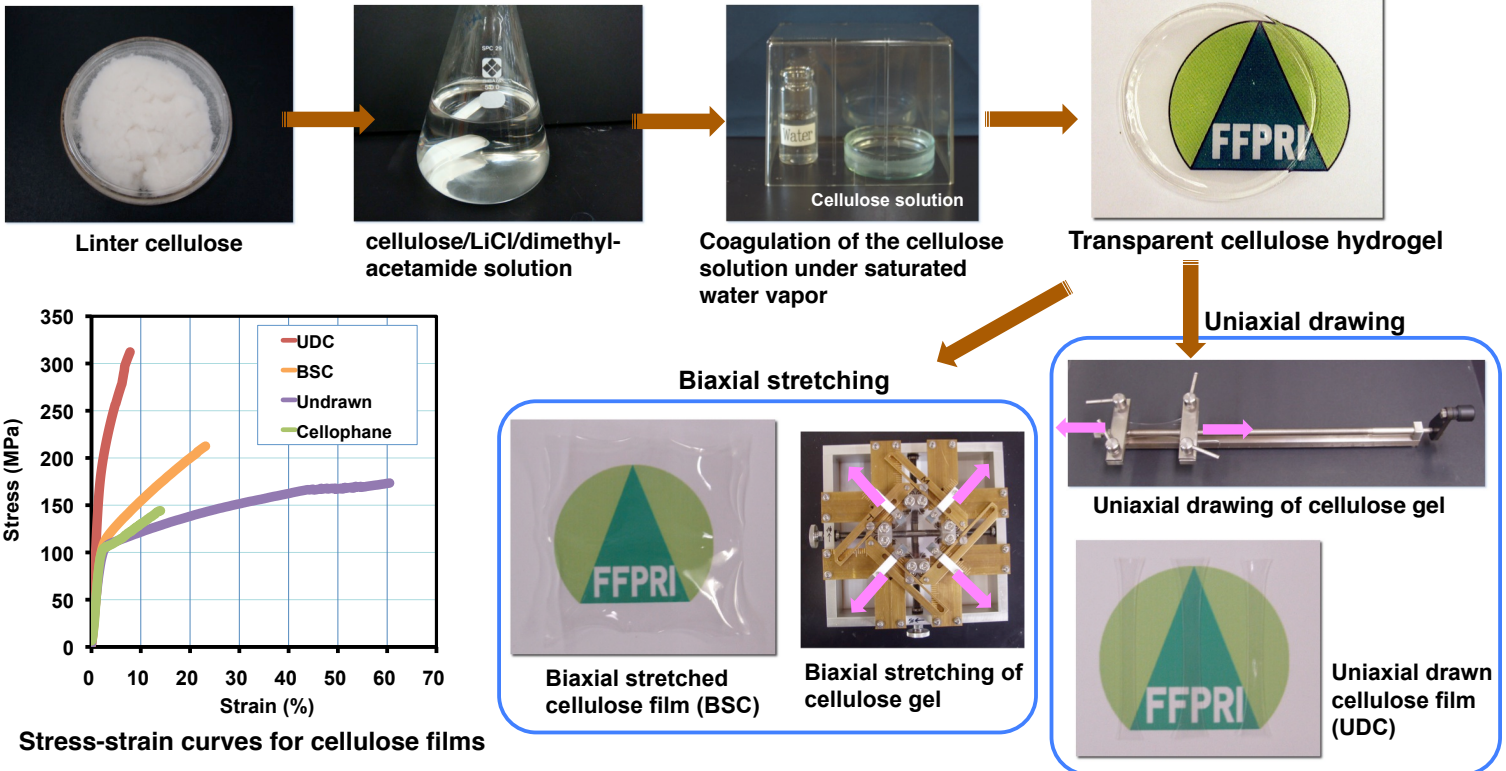 SPC 29
Water
Cellulose solution
FFPRI
Linter cellulose
cellulose/LiCl/dimethyl-
acetamide solution
Coagulation of the cellulose
solution under saturated
water vapor
Transparent cellulose hydrogel
350
300
250
200
150
100
50
0
Stress (MPa)
UDC
BSC
Undrawn
Cellophane
0 10 20 30 40 50 60 70
Strain (%)
Stress-strain curves for cellulose films
Biaxial stretching
FFPRI
Biaxial stretched
cellulose film (BSC)
Biaxial stretching of
cellulose gel
Uniaxial drawing
Uniaxial drawing of cellulose gel
FFPRI
Uniaxial drawn
cellulose film
(UDC)